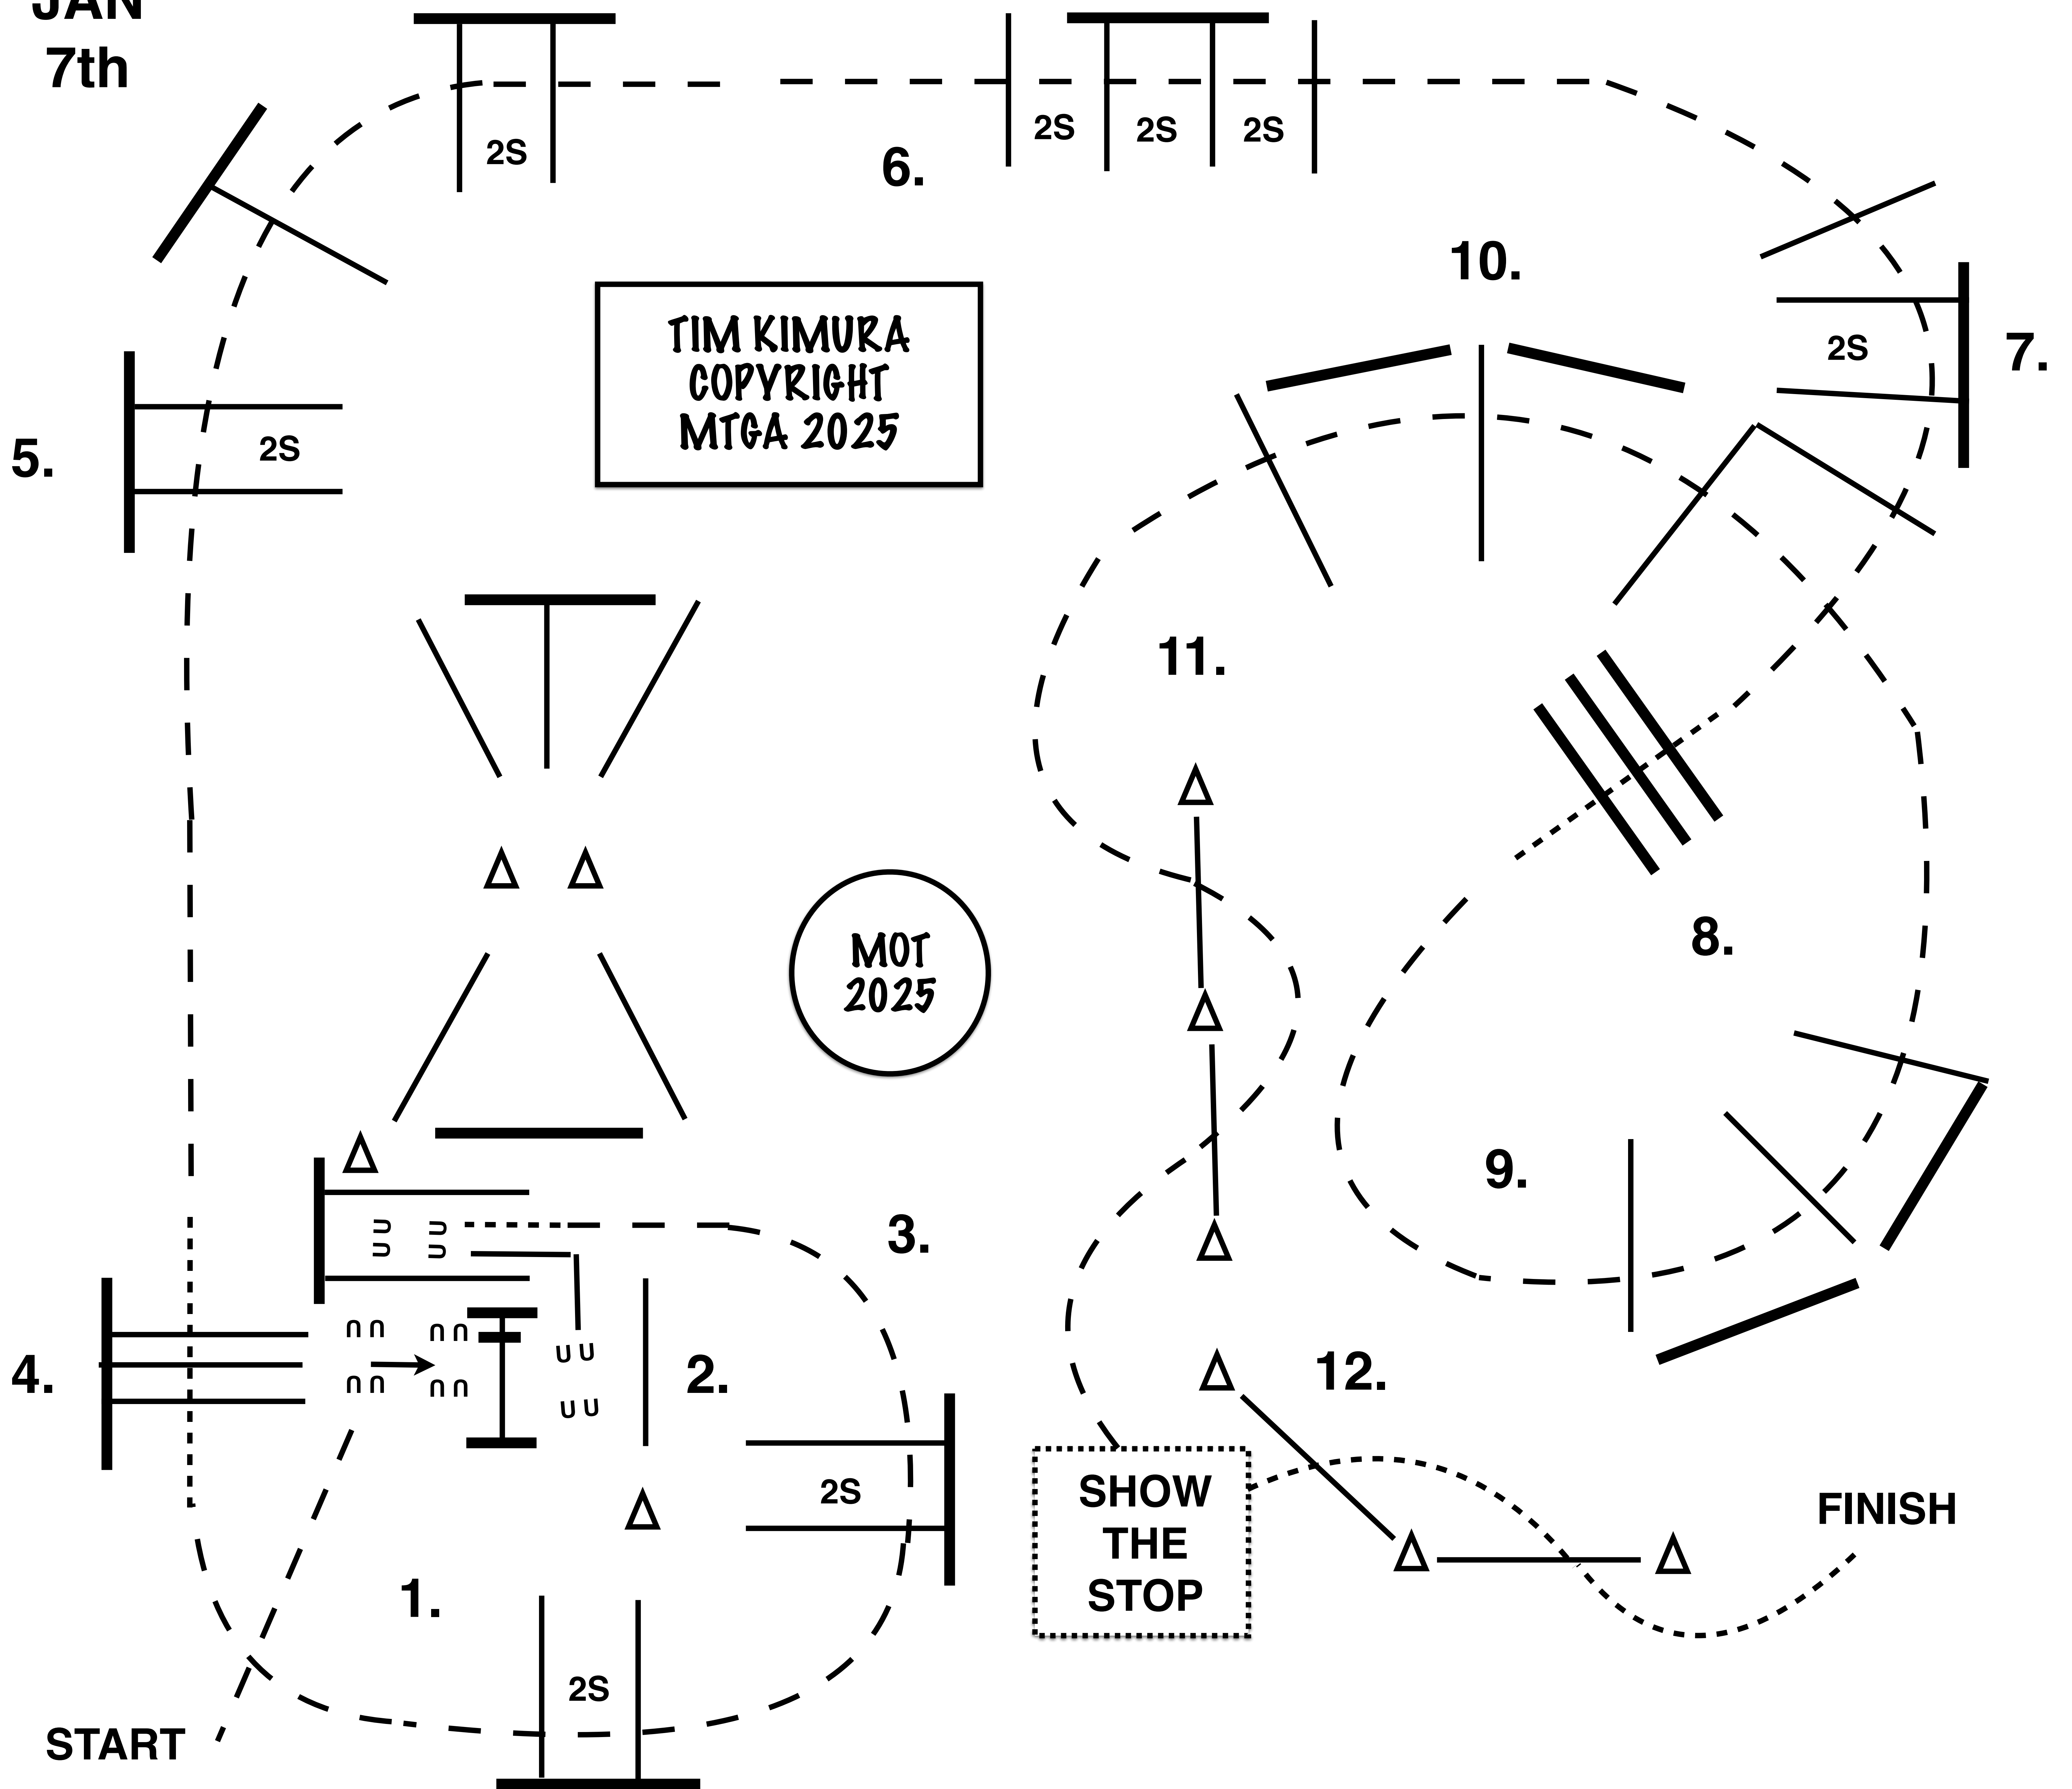 JAN
7th
2S
2S
2S
2S
6.
10.
7.
2S
TIM KIMURA
COPYRIGHT
MTGA 2025
5.
2S
11.
MOT
2025
8.
9.
3.
4.
2.
12.
2S
SHOW
THE
STOP
FINISH
1.
2S
START